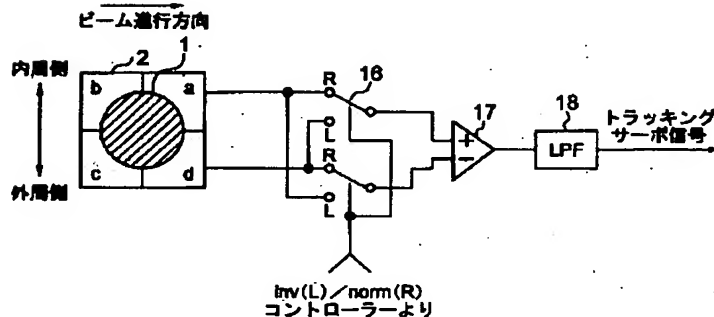 ビーム進行方向
1
2
内周側
b
a
c
d
外周側
R
16
L
R
L
+
−
17
18
LPF
トラッキング
サーボ信号
Inv(L)／norm(R)
コントローラーより